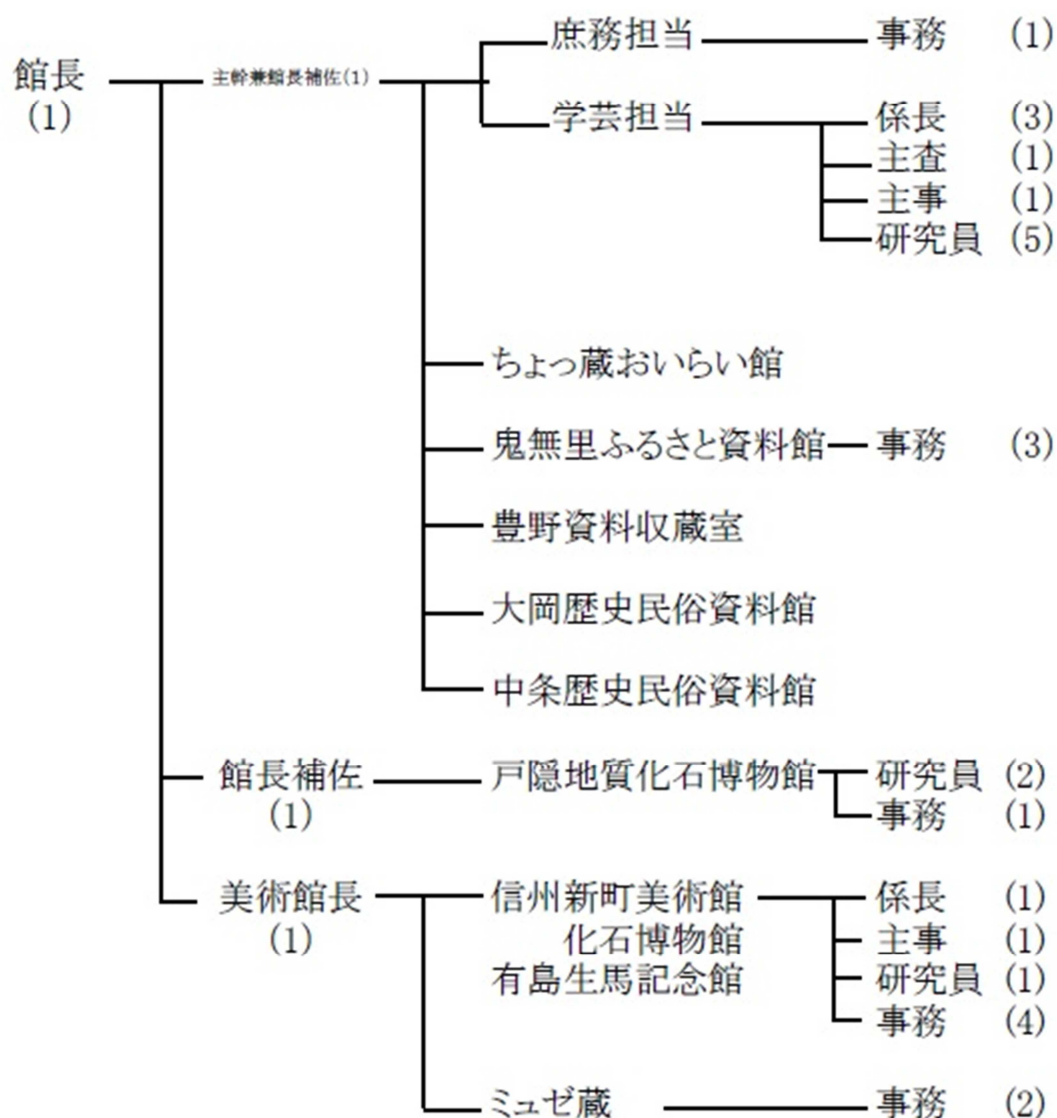 庶務担当 事務 (1)
館長 主幹兼館長補佐(1)
(1)
学芸担当 係長 (3)
主査 (1)
主事 (1)
研究員 (5)
ちょっ蔵おいらい館
鬼無里ふるさと資料館 事務 (3)
豊野資料収蔵室
大岡歴史民俗資料館
中条歴史民俗資料館
館長補佐 戸隠地質化石博物館 研究員 (2)
(1) 事務 (1)
美術館長 信州新町美術館 係長 (1)
(1) 化石博物館 主事 (1)
有島生馬記念館 研究員 (1)
事務 (4)
ミュゼ蔵 事務 (2)